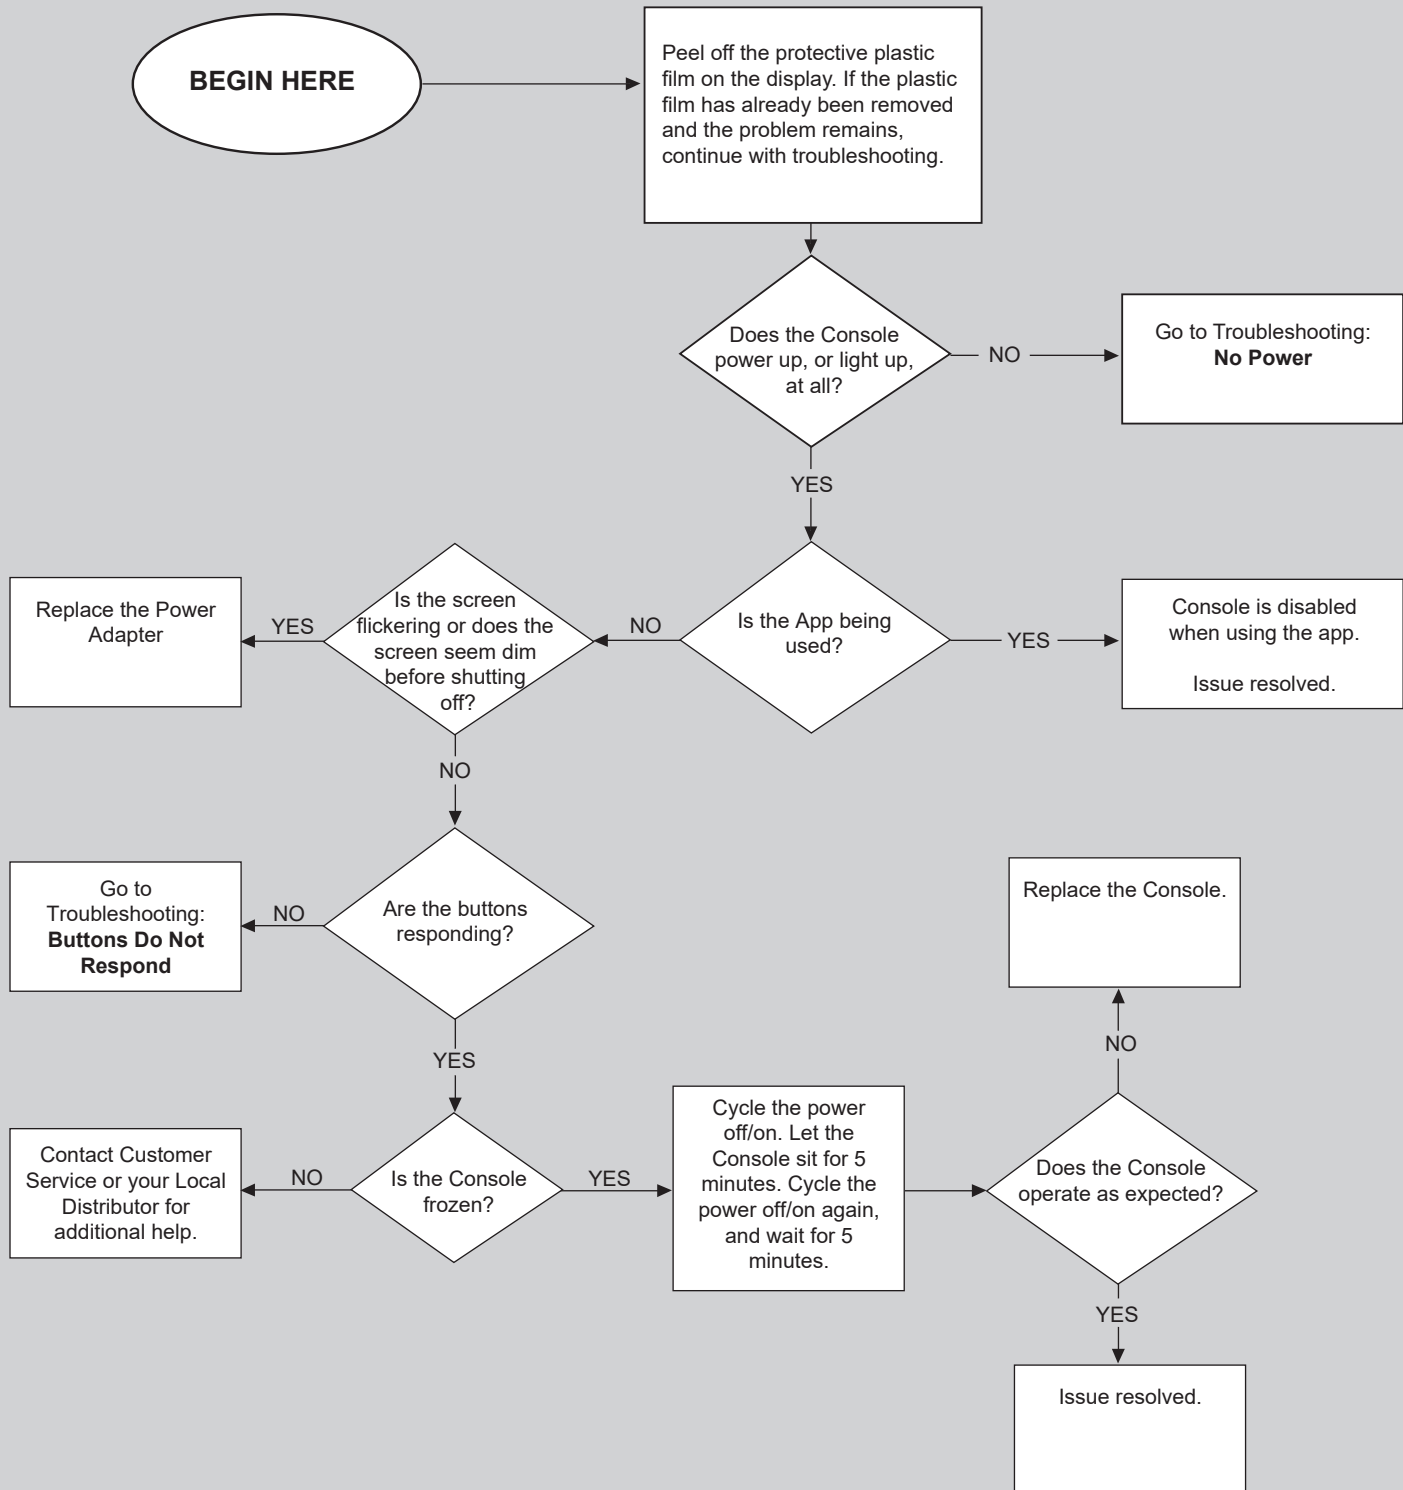 BEGIN HERE
Peel off the protective plastic
film on the display. If the plastic
film has already been removed
and the problem remains,
continue with troubleshooting.
Does the Console
power up, or light up,
at all?
NO
Go to Troubleshooting:
No Power
YES
Is the App being
used?
YES
Console is disabled
when using the app.
Issue resolved.
NO
Is the screen
flickering or does the
screen seem dim
before shutting
off?
YES
Replace the Power
Adapter
NO
Are the buttons
responding?
NO
Go to
Troubleshooting:
Buttons Do Not
Respond
YES
Is the Console
frozen?
NO
Contact Customer
Service or your Local
Distributor for
additional help.
YES
Cycle the power
off/on. Let the
Console sit for 5
minutes. Cycle the
power off/on again,
and wait for 5
minutes.
Does the Console
operate as expected?
NO
Replace the Console.
YES
Issue resolved.